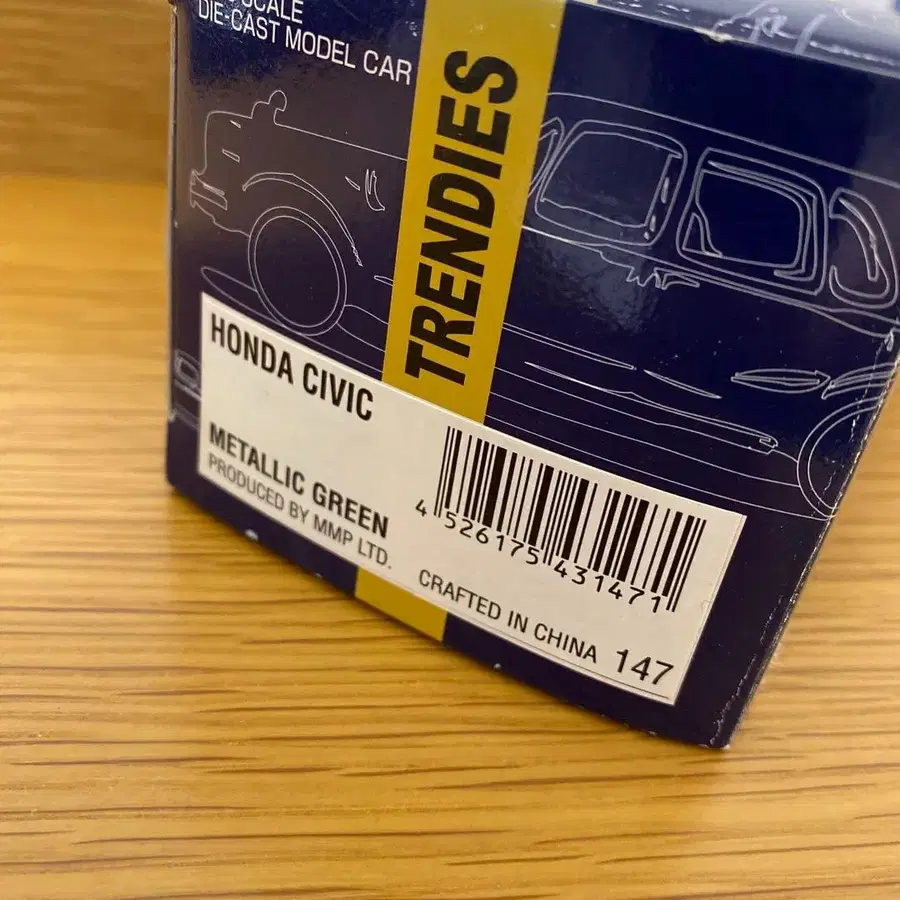 SCALE
DIE-CAST MODEL CAR
TRENDIES
HONDA CIVIC
METALLIC GREEN
PRODUCED BY MMP LTD.
4 526175 431471
CRAFTED IN CHINA 147